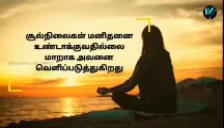 சூல்நிலைகள் மனிதனை
உண்டாக்குவதில்லை
மாறாக அவனை
வெளிப்படுத்துகிறது